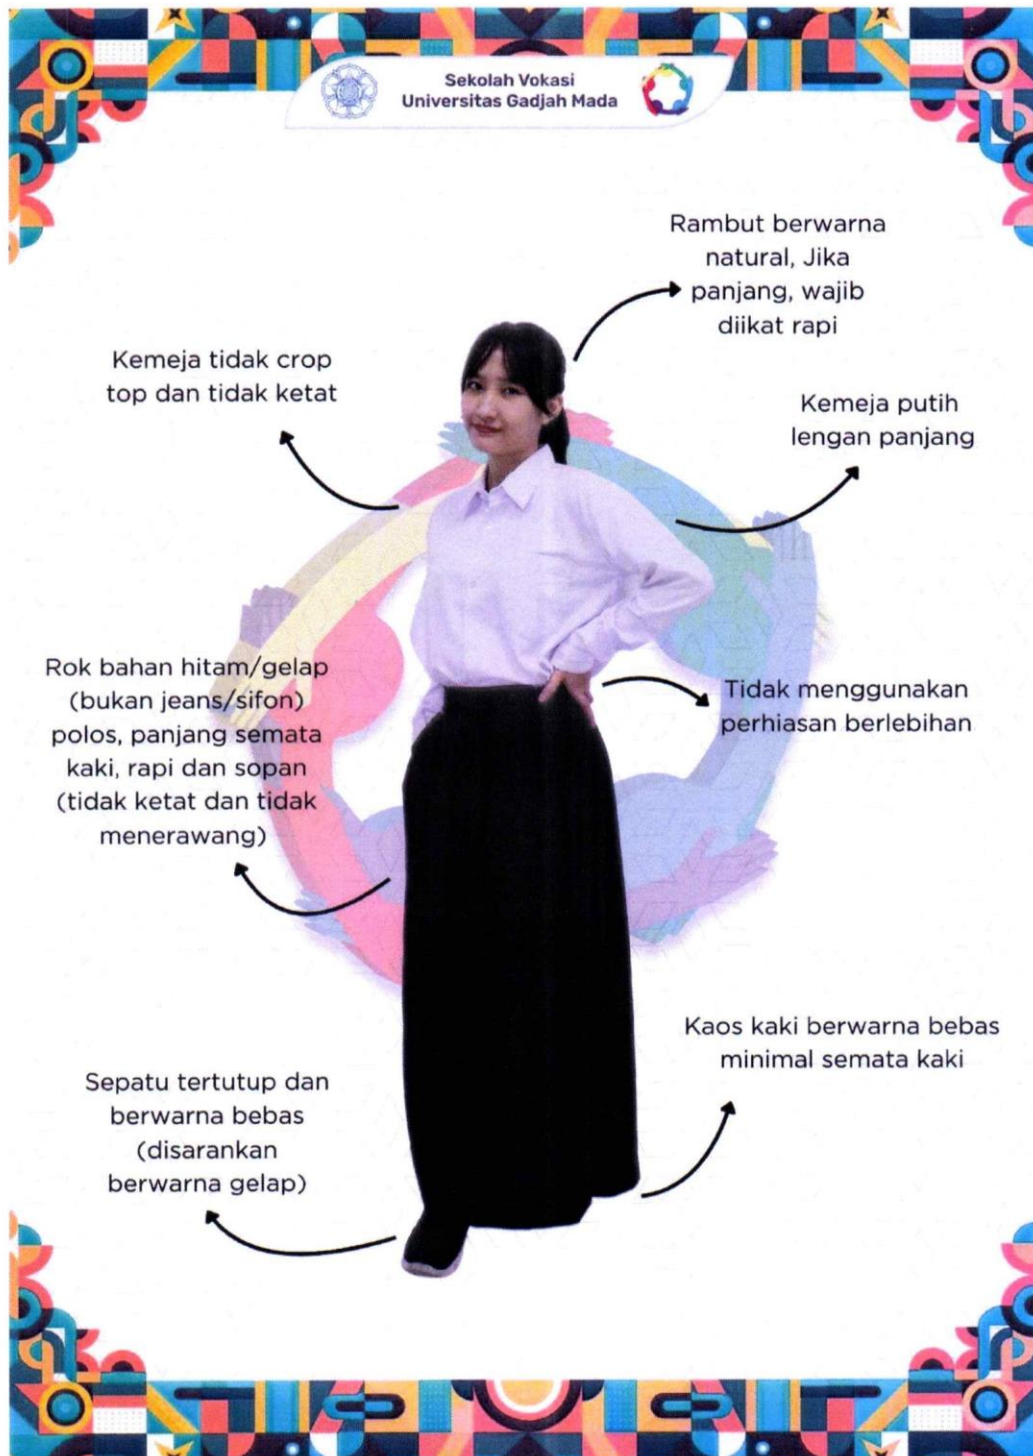 Sekolah Vokasi
Universitas Gadjah Mada
Rambut berwarna
natural, Jika
panjang, wajib
diikat rapi
Kemeja tidak crop
top dan tidak ketat
Kemeja putih
lengan panjang
Rok bahan hitam/gelap
(bukan jeans/sifon)
polos, panjang semata
kaki, rapi dan sopan
(tidak ketat dan tidak
menerawang)
Tidak menggunakan
perhiasan berlebihan
Kaos kaki berwarna bebas
minimal semata kaki
Sepatu tertutup dan
berwarna bebas
(disarankan
berwarna gelap)